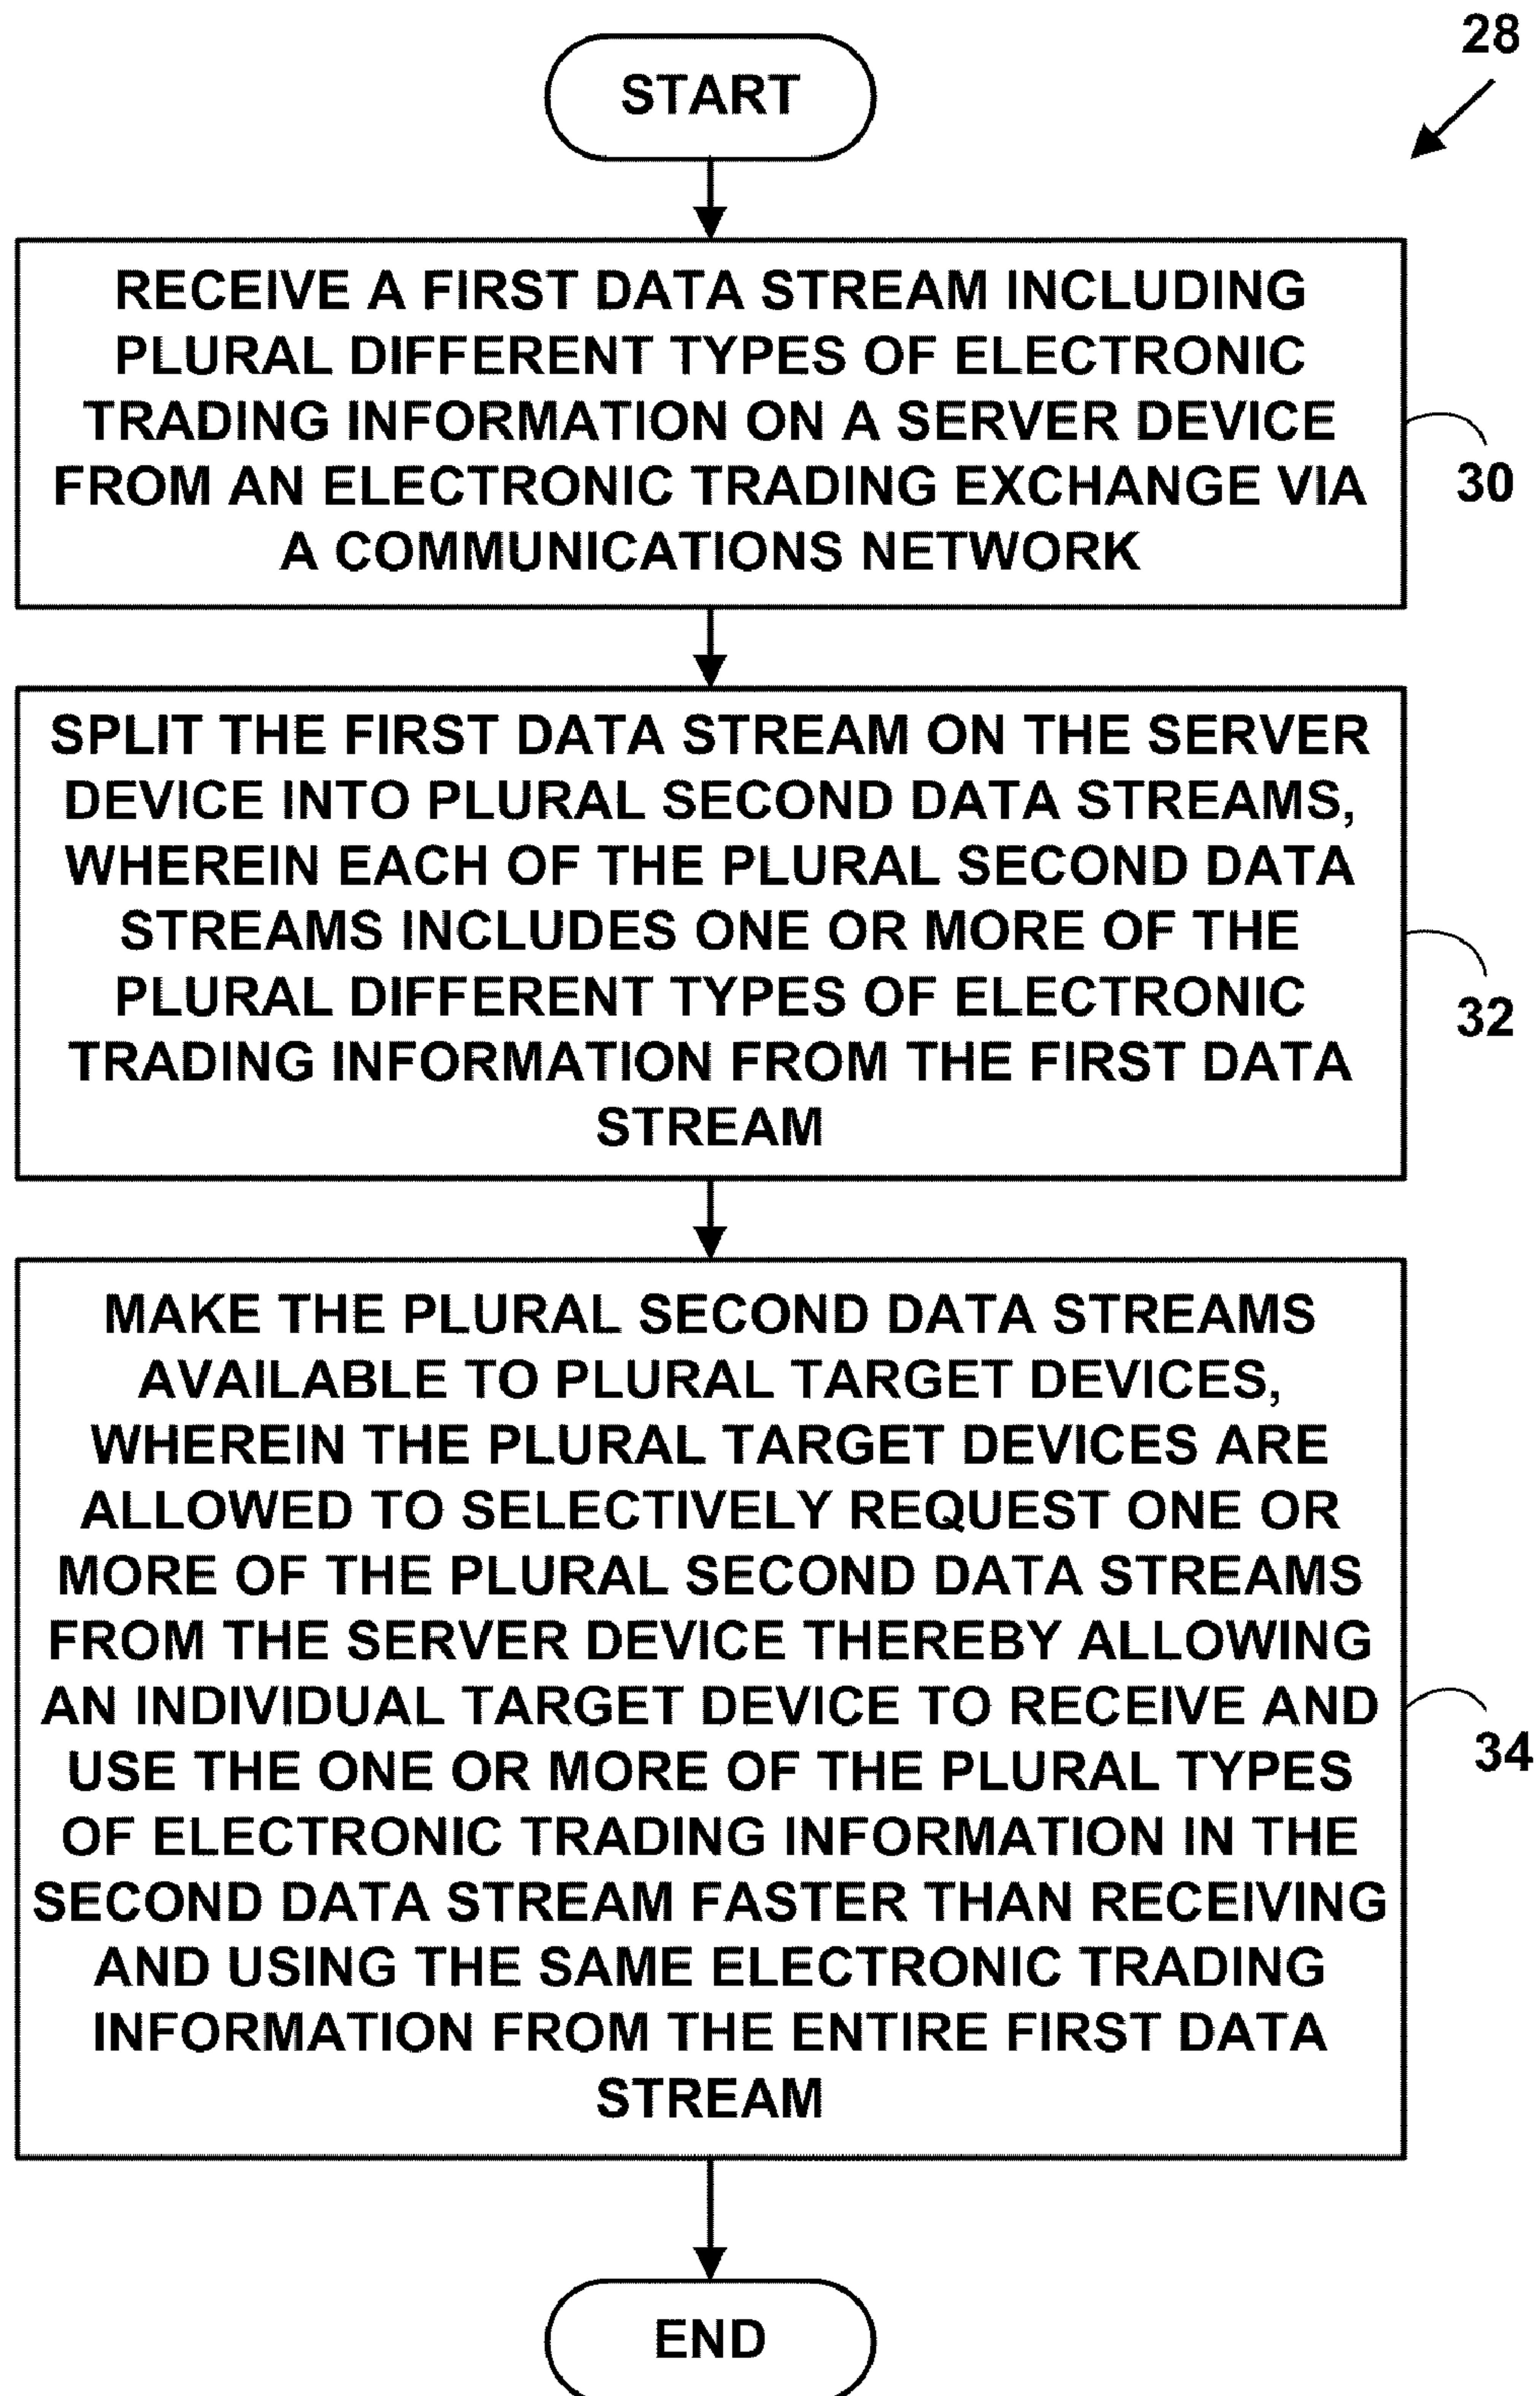 28
START
RECEIVE A FIRST DATA STREAM INCLUDING
PLURAL DIFFERENT TYPES OF ELECTRONIC
TRADING INFORMATION ON A SERVER DEVICE
FROM AN ELECTRONIC TRADING EXCHANGE VIA
A COMMUNICATIONS NETWORK
30
SPLIT THE FIRST DATA STREAM ON THE SERVER
DEVICE INTO PLURAL SECOND DATA STREAMS,
WHEREIN EACH OF THE PLURAL SECOND DATA
STREAMS INCLUDES ONE OR MORE OF THE
PLURAL DIFFERENT TYPES OF ELECTRONIC
TRADING INFORMATION FROM THE FIRST DATA
STREAM
32
MAKE THE PLURAL SECOND DATA STREAMS
AVAILABLE TO PLURAL TARGET DEVICES,
WHEREIN THE PLURAL TARGET DEVICES ARE
ALLOWED TO SELECTIVELY REQUEST ONE OR
MORE OF THE PLURAL SECOND DATA STREAMS
FROM THE SERVER DEVICE THEREBY ALLOWING
AN INDIVIDUAL TARGET DEVICE TO RECEIVE AND
USE THE ONE OR MORE OF THE PLURAL TYPES
OF ELECTRONIC TRADING INFORMATION IN THE
SECOND DATA STREAM FASTER THAN RECEIVING
AND USING THE SAME ELECTRONIC TRADING
INFORMATION FROM THE ENTIRE FIRST DATA
STREAM
34
END